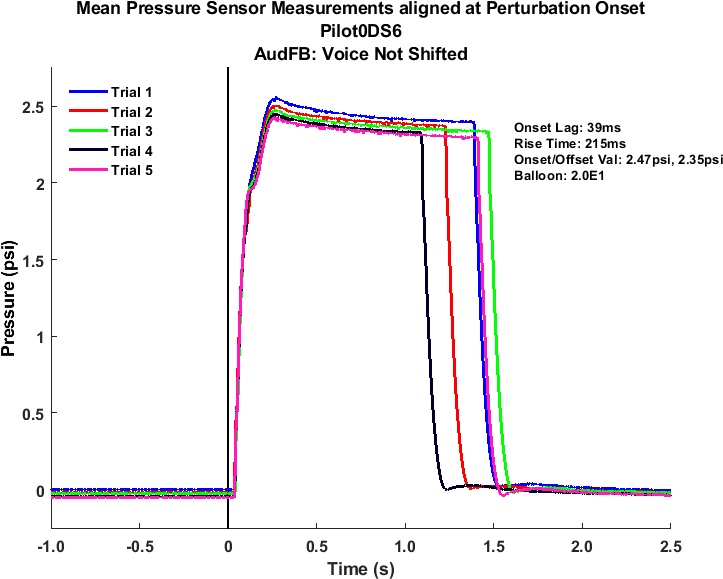 Mean Pressure Sensor Measurements aligned at Perturbation Onset
Pilot0DS6
AudFB: Voice Not Shifted
Trial 1
Trial 2
Trial 3
Trial 4
Trial 5
Onset Lag: 39ms
Rise Time: 215ms
Onset/Offset Val: 2.47psi, 2.35psi
Balloon: 2.0E1
Pressure (psi)
2.5
2
1.5
1
0.5
0
-1.0 -0.5 0 0.5 1.0 1.5 2.0 2.5
Time (s)